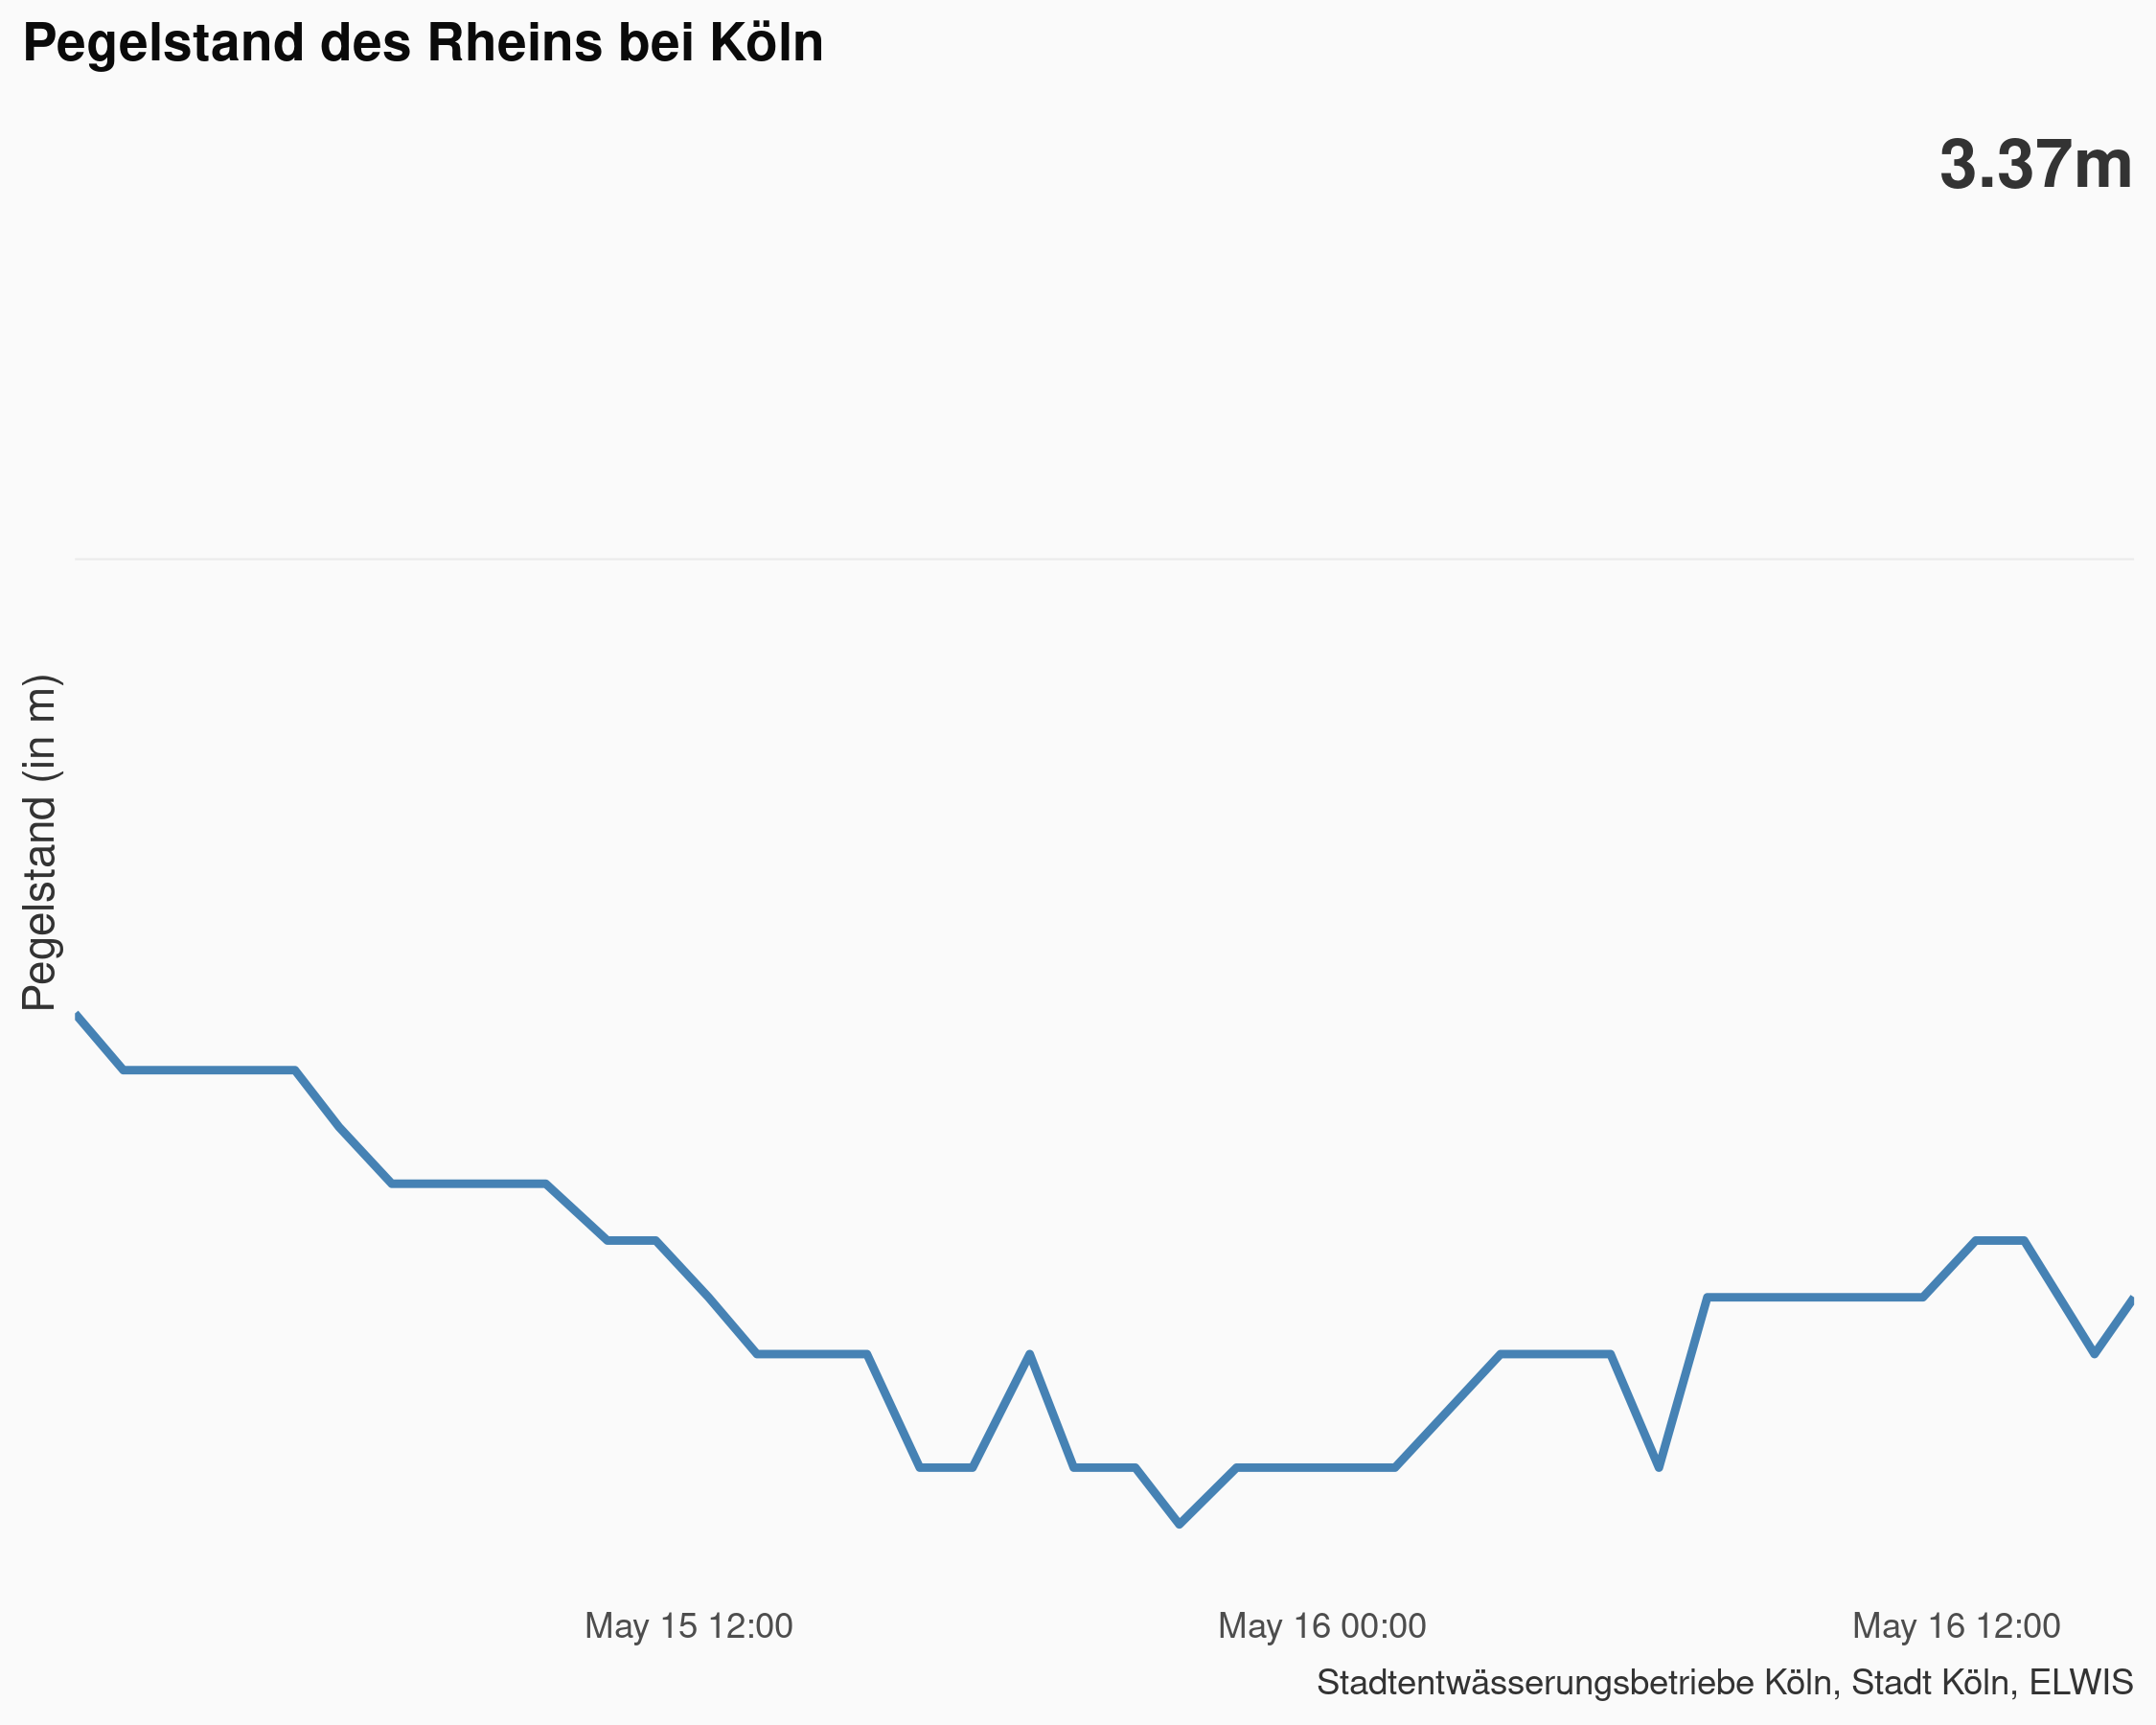 Pegelstand des Rheins bei Köln
3.37m
Pegelstand (in m)
May 15 12:00
May 16 00:00
May 16 12:00
Stadtentwässerungsbetriebe Köln, Stadt Köln, ELWIS